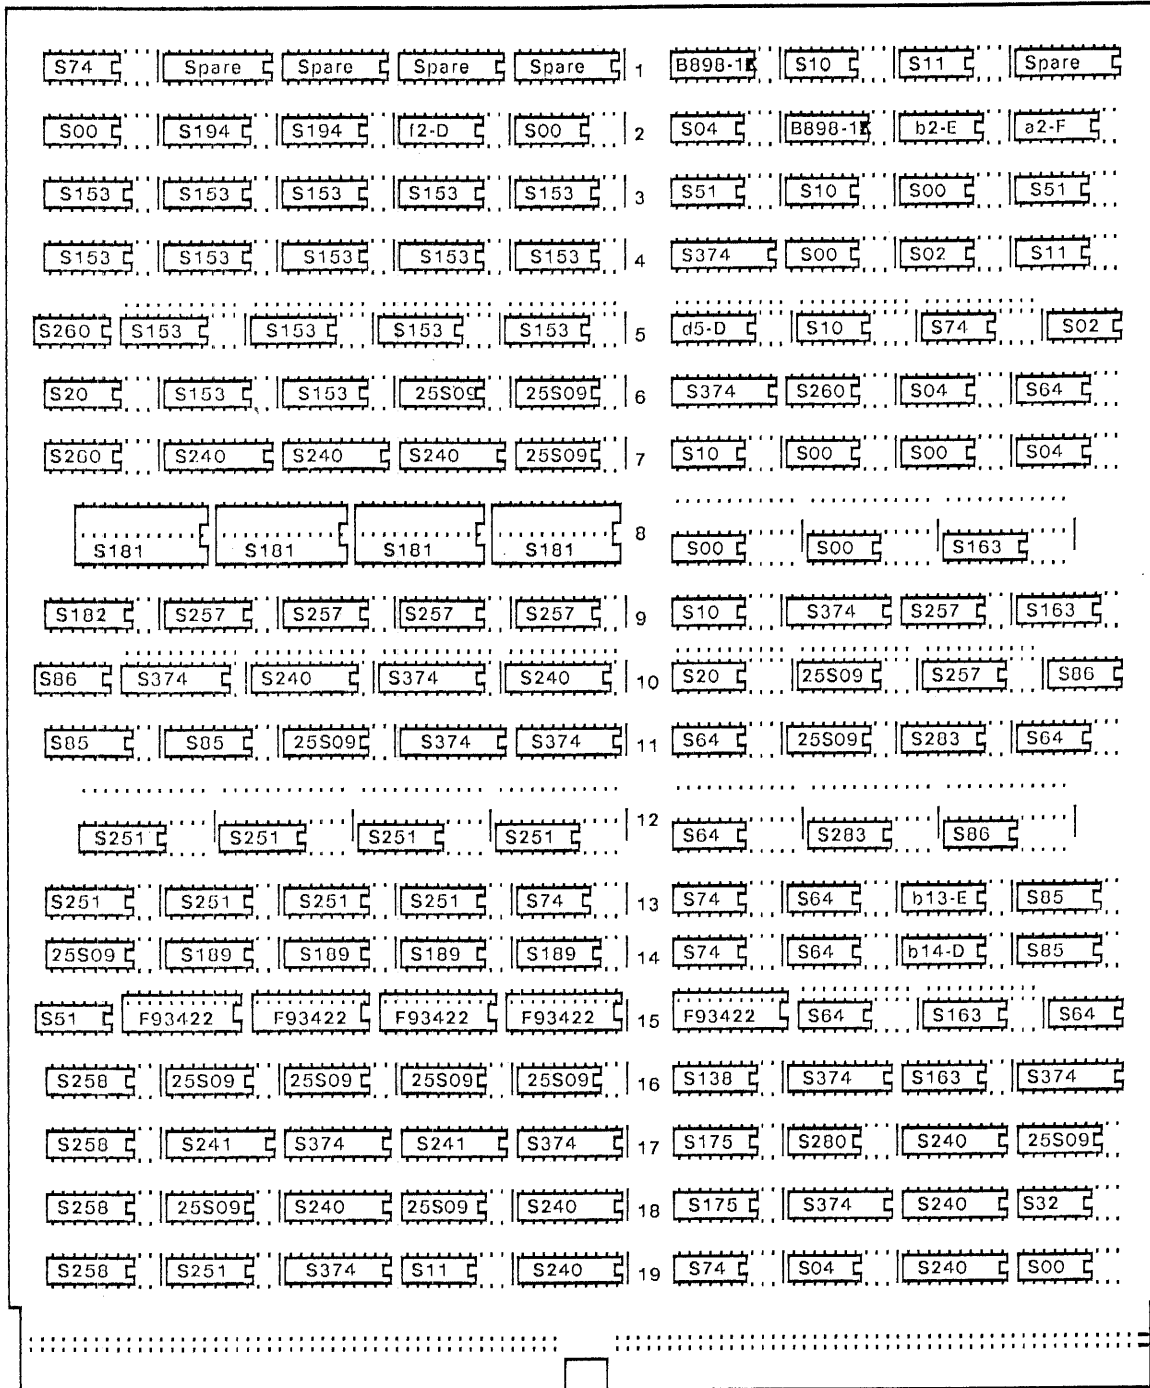 S74 Spare Spare Spare Spare 1 B898-1 S10 S11 Spare
S00 S194 S194 f2-D S00 2 S04 B898-1 b2-E a2-F
S153 S153 S153 S153 S153 3 S51 S10 S00 S51
S153 S153 S153 S153 S153 4 S374 S00 S02 S11
S260 S153 S153 S153 S153 5 d5-D S10 S74 S02
S20 S153 S153 25S09 25S09 6 S374 S260 S04 S64
S260 S240 S240 S240 25S09 7 S10 S00 S00 S04
S181 S181 S181 S181 8 S00 S00 S163
S182 S257 S257 S257 S257 9 S10 S374 S257 S163
S86 S374 S240 S374 S240 10 S20 25S09 S257 S86
S85 S85 25S09 S374 S374 11 S64 25S09 S283 S64
S251 S251 S251 S251 12 S64 S283 S86
S251 S251 S251 S251 S74 13 S74 S64 b13-E S85
25S09 S189 S189 S189 S189 14 S74 S64 b14-D S85
S51 F93422 F93422 F93422 F93422 15 F93422 S64 S163 S64
S258 25S09 25S09 25S09 25S09 16 S138 S374 S163 S374
S258 S241 S374 S241 S374 17 S175 S280 S240 25S09
S258 25S09 S240 25S09 S240 18 S175 S374 S240 S32
S258 S251 S374 S11 S240 19 S74 S04 S240 S00